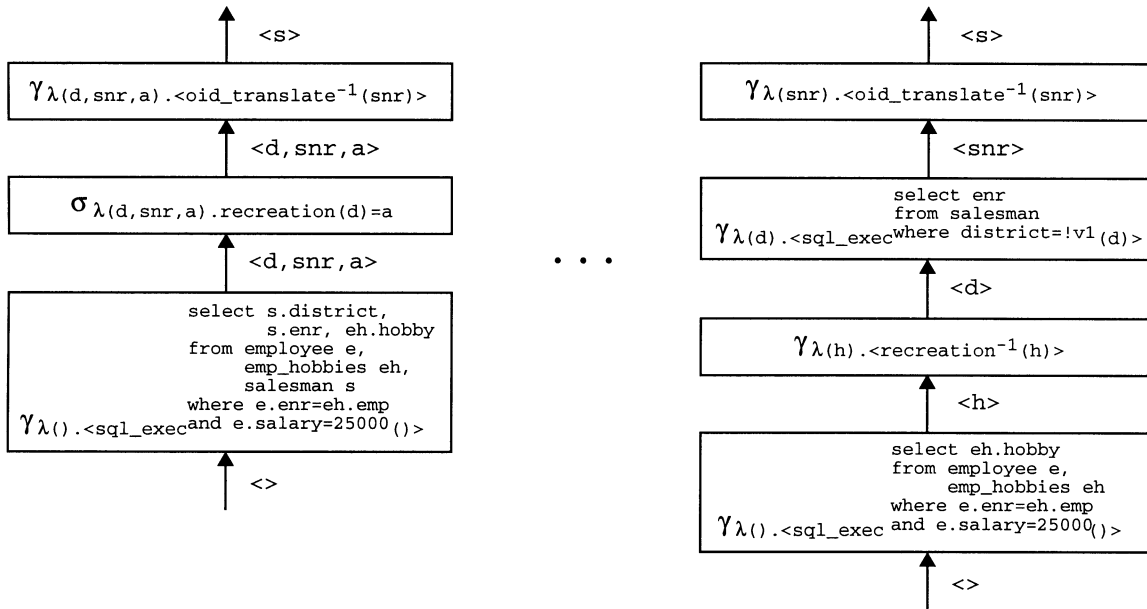 <s>
γλ(d,snr,a).<oid_translate⁻¹(snr)>
<d,snr,a>
σλ(d,snr,a).recreation(d)=a
<d,snr,a>
select s.district,
s.enr, eh.hobby
from employee e,
emp_hobbies eh,
salesman s
where e.enr=eh.emp
γλ().<sql_exec and e.salary=25000 ()>
<>
. . .
<s>
γλ(snr).<oid_translate⁻¹(snr)>
<snr>
select enr
from salesman
γλ(d).<sql_exec where district=!v1 (d)>
<d>
γλ(h).<recreation⁻¹(h)>
<h>
select eh.hobby
from employee e,
emp_hobbies eh
where e.enr=eh.emp
γλ().<sql_exec and e.salary=25000 ()>
<>